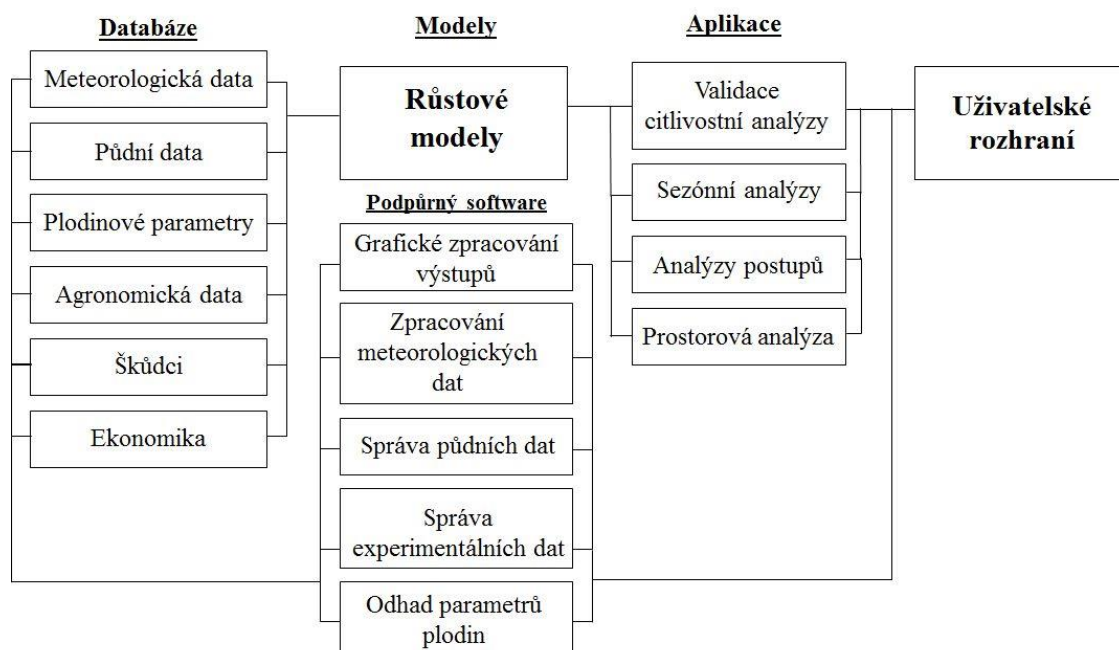 Databáze
Meteorologická data
Půdní data
Plodinové parametry
Agronomická data
Škůdci
Ekonomika
Modely
Růstové
modely
Podpůrný software
Grafické zpracování
výstupů
Zpracování
meteorologických
dat
Správa půdních dat
Správa
experimentálních dat
Odhad parametrů
plodin
Aplikace
Validace
citlivostní analýzy
Sezónní analýzy
Analýzy postupů
Prostorová analýza
Uživatelské
rozhraní